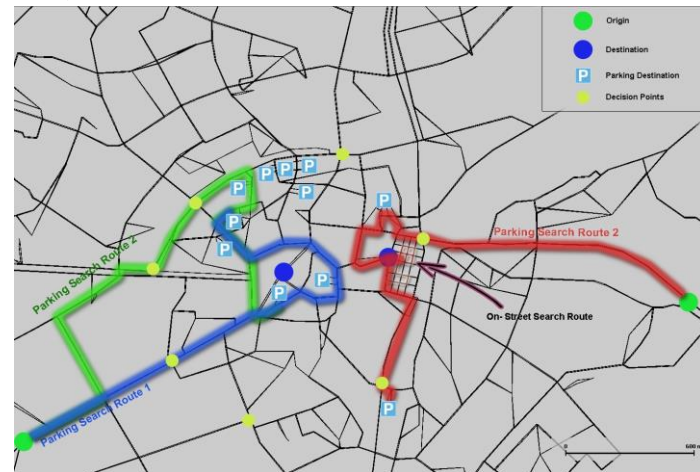 Origin
Destination
P
Parking Destination
Decision Points
P
P
P
P
P
P
P
P
P
Parking Search Route 2
Parking Search Route 2
P
P
On- Street Search Route
Parking Search Route 1
P
0